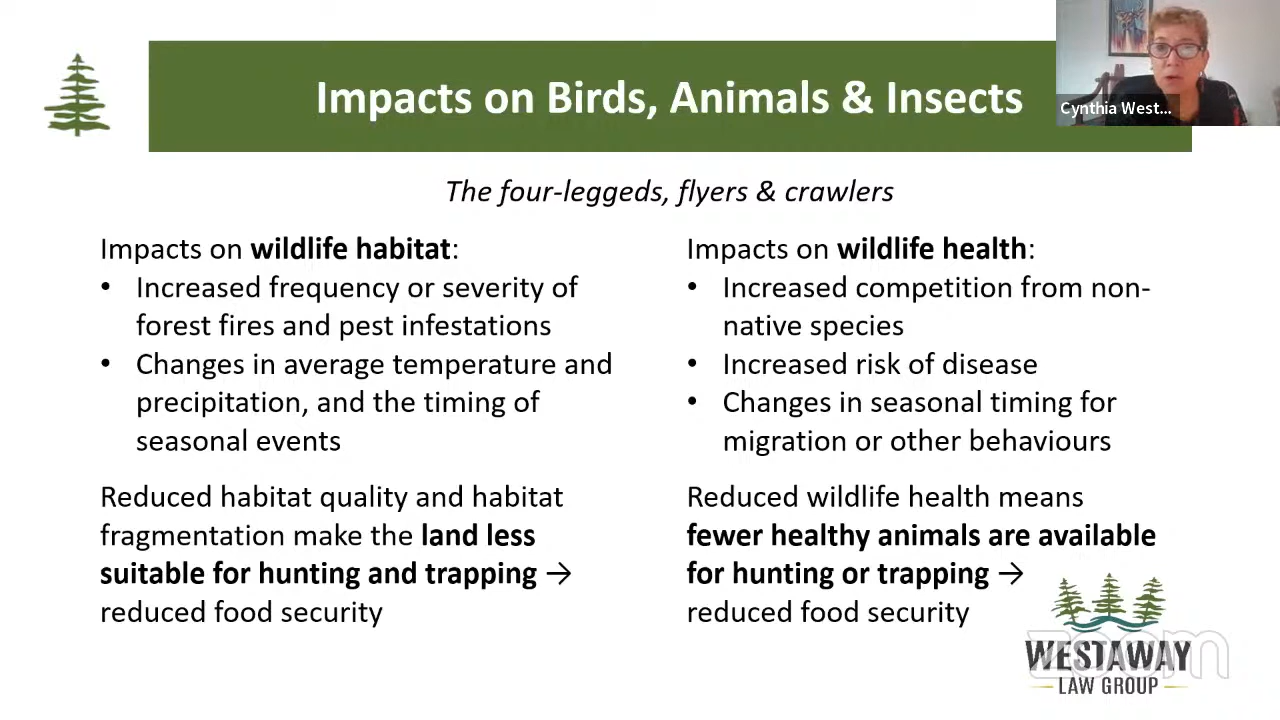 Impacts on Birds, Animals & Insects
Cynthia West...
The four-leggeds, flyers & crawlers
Impacts on wildlife habitat:
• Increased frequency or severity of
forest fires and pest infestations
• Changes in average temperature and
precipitation, and the timing of
seasonal events
Reduced habitat quality and habitat
fragmentation make the land less
suitable for hunting and trapping →
reduced food security
Impacts on wildlife health:
• Increased competition from non-
native species
• Increased risk of disease
• Changes in seasonal timing for
migration or other behaviours
Reduced wildlife health means
fewer healthy animals are available
for hunting or trapping →
reduced food security
WESTAWAY
LAW GROUP
zoom